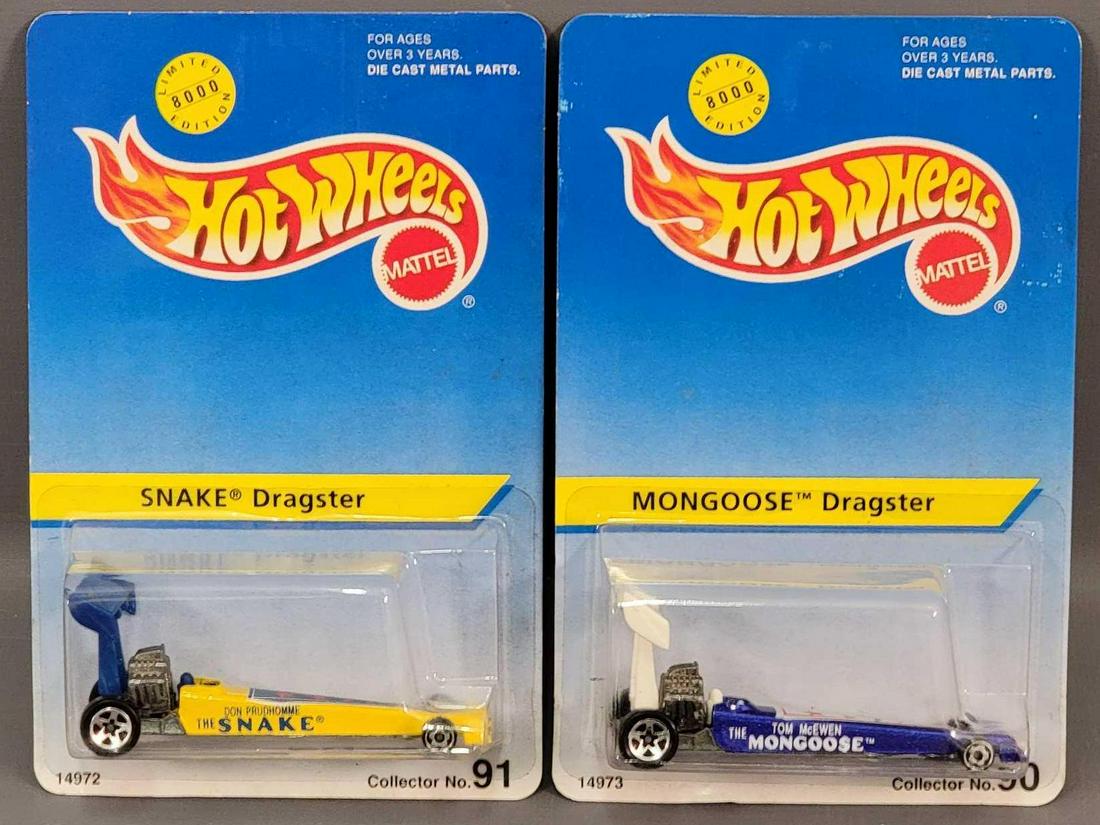 FOR AGES
OVER 3 YEARS.
DIE CAST METAL PARTS.
LIMITED
8000
EDITION
HOT WHEELS
MATTEL
®
SNAKE® Dragster
DON PRUDHOMME
THE SNAKE®
14972
Collector No. 91
FOR AGES
OVER 3 YEARS.
DIE CAST METAL PARTS.
LIMITED
8000
EDITION
HOT WHEELS
MATTEL
®
MONGOOSE™ Dragster
TOM McEWEN
THE MONGOOSE™
14973
Collector No. 90